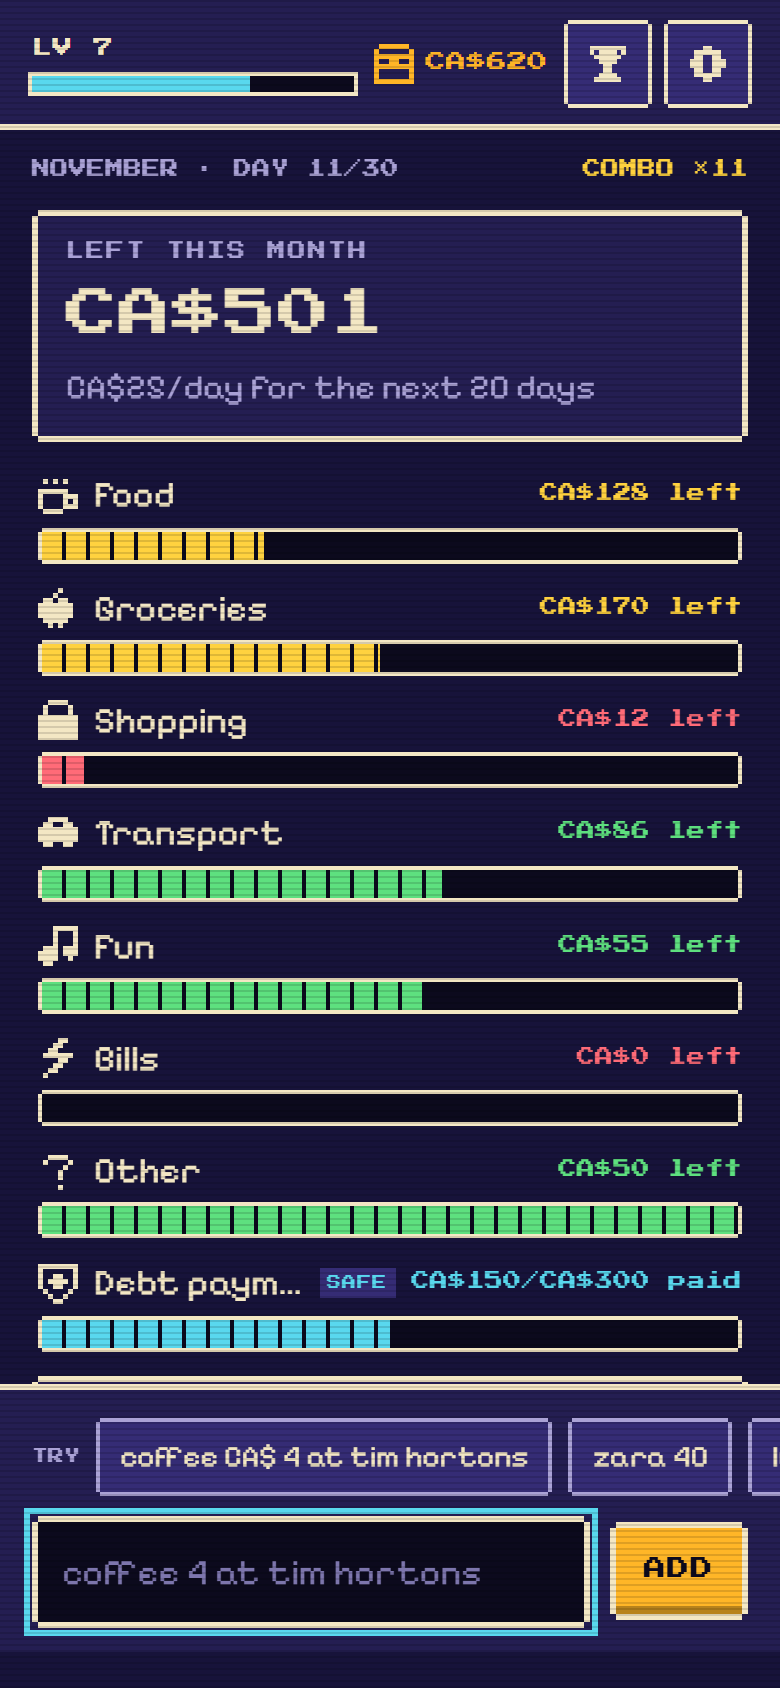 LV 7
CA$620
NOVEMBER · DAY 11/30
COMBO ×11
LEFT THIS MONTH
CA$501
CA$25/day for the next 20 days
Food
CA$128 left
Groceries
CA$170 left
Shopping
CA$12 left
Transport
CA$86 left
Fun
CA$55 left
Bills
CA$0 left
Other
CA$50 left
Debt paym... SAFE CA$150/CA$300 paid
TRY
coffee CA$ 4 at tim hortons
zara 40
coffee 4 at tim hortons
ADD